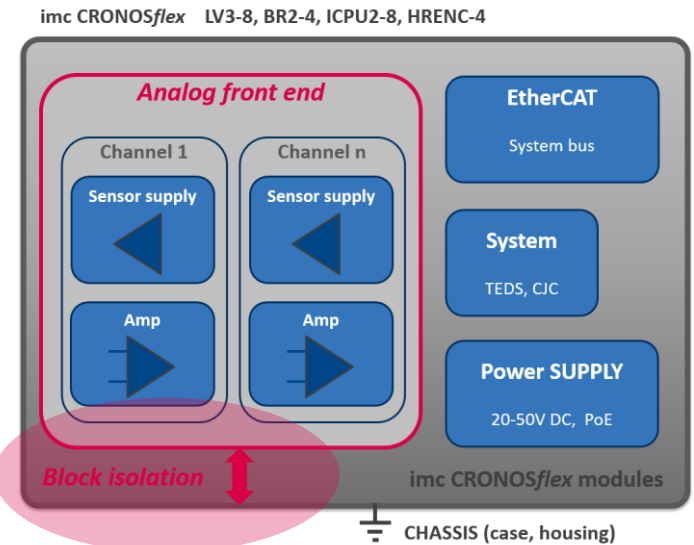 imc CRONOSflex LV3-8, BR2-4, ICPU2-8, HRENC-4
Analog front end
Channel 1
Sensor supply
Amp
Channel n
Sensor supply
Amp
EtherCAT
System bus
System
TEDS, CJC
Power SUPPLY
20-50V DC, PoE
Block isolation
imc CRONOSflex modules
CHASSIS (case, housing)